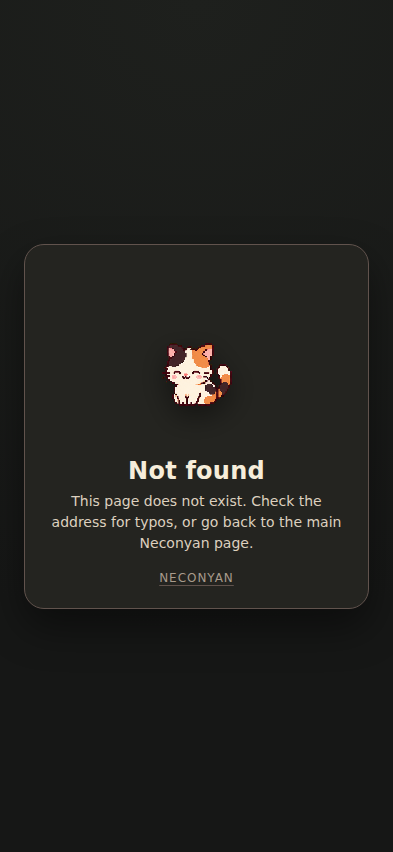 Not found
This page does not exist. Check the
address for typos, or go back to the main
Neconyan page.
NECONYAN